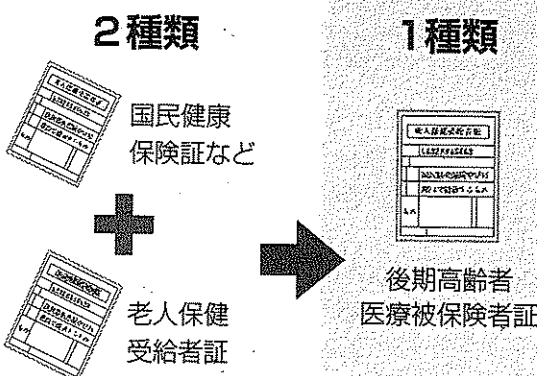 2種類
国民健康
保険証など
老人保健
受給者証
1種類
後期高齢者
医療被保険者証